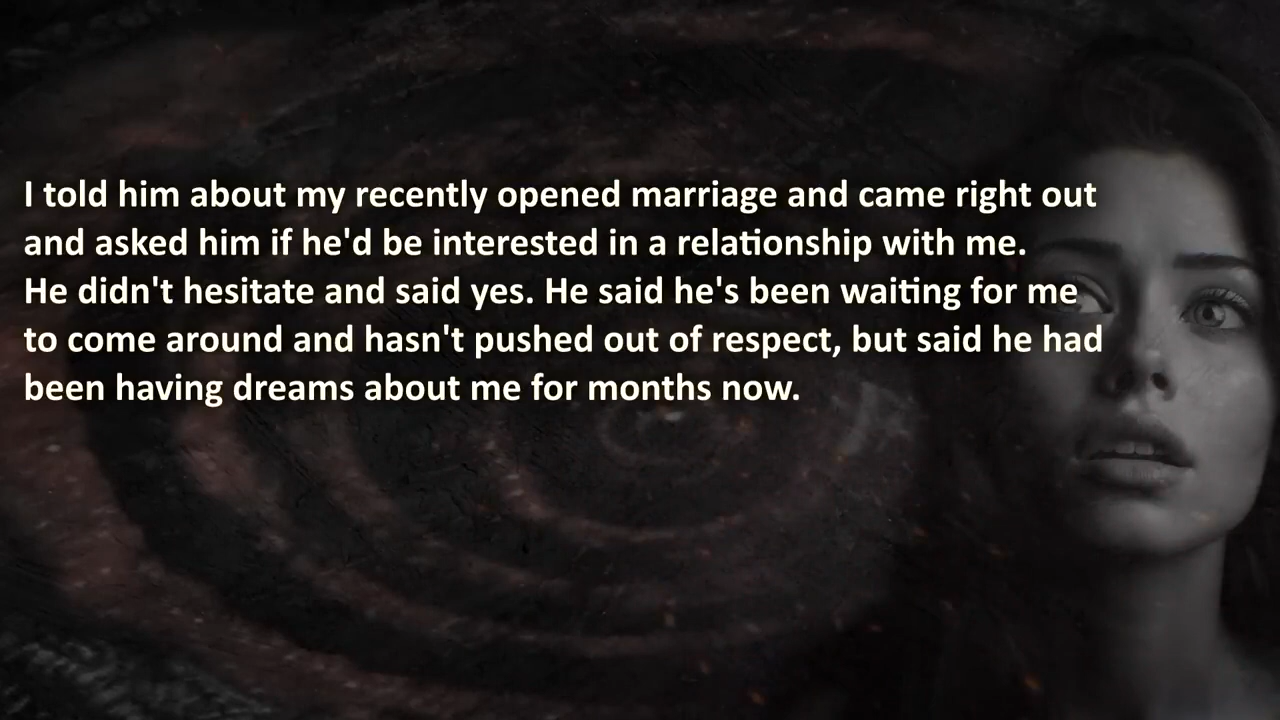 I told him about my recently opened marriage and came right out
and asked him if he'd be interested in a relationship with me.
He didn't hesitate and said yes. He said he's been waiting for me
to come around and hasn't pushed out of respect, but said he had
been having dreams about me for months now.